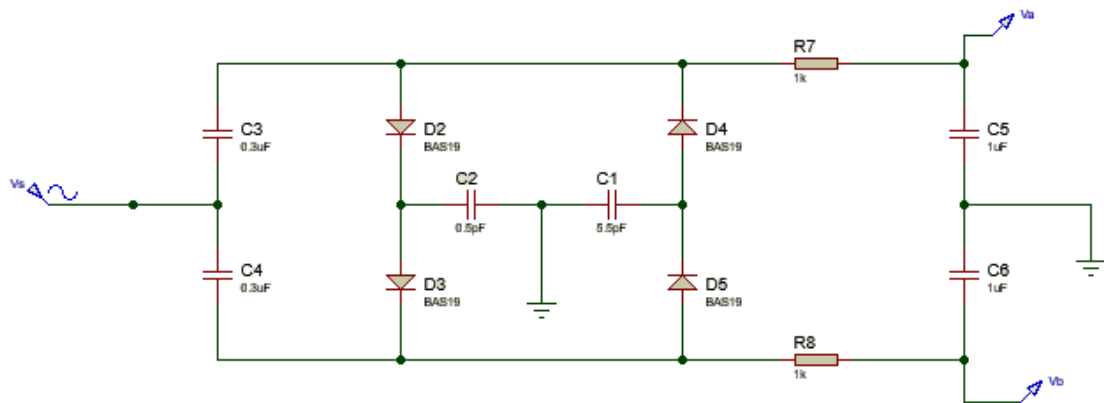 Va
R7
1k
C3
0.3uF
D2
BAS19
D4
BAS19
C5
1uF
Vs
C2
0.5pF
C1
5.5pF
C4
0.3uF
D3
BAS19
D5
BAS19
C6
1uF
R8
1k
Vb